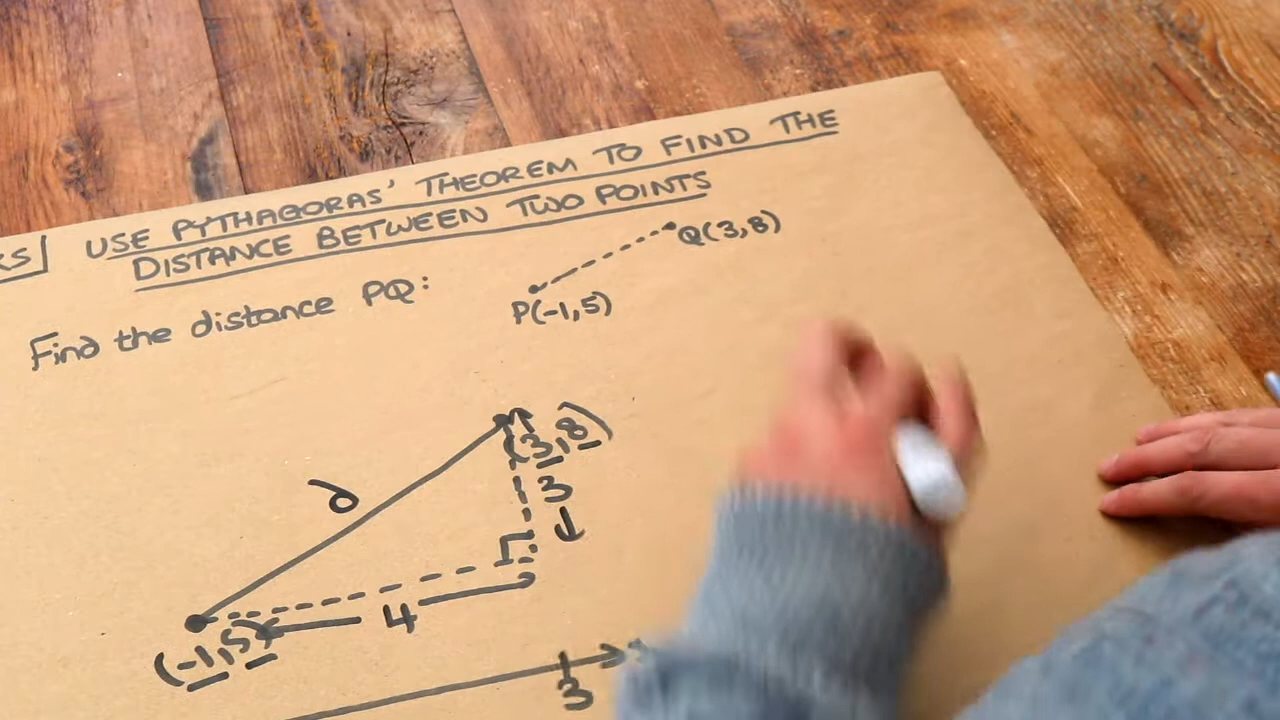 USE PYTHAGORAS' THEOREM TO FIND THE
DISTANCE BETWEEN TWO POINTS
Find the distance PQ:
Q(3,8)
P(-1,5)
(3,8)
d
3
4
(-1,5)
3